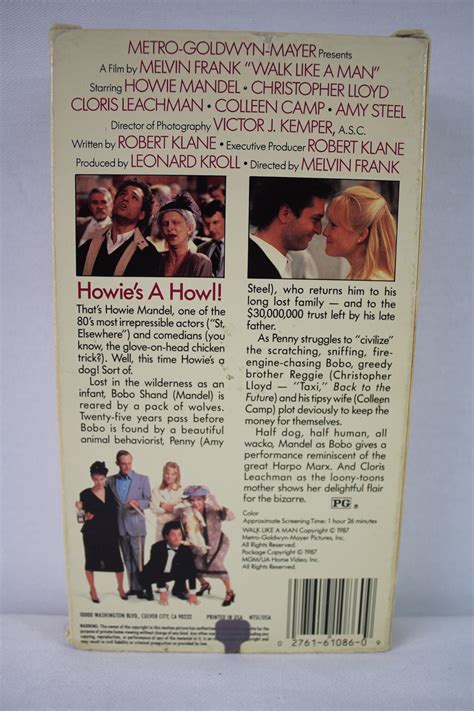 METRO-GOLDWYN-MAYER Presents
A Film by MELVIN FRANK "WALK LIKE A MAN"
Starring HOWIE MANDEL • CHRISTOPHER LLOYD
CLORIS LEACHMAN • COLLEEN CAMP • AMY STEEL
Director of Photography VICTOR J. KEMPER, A.S.C.
Written by ROBERT KLANE • Executive Producer ROBERT KLANE
Produced by LEONARD KROLL • Directed by MELVIN FRANK
Howie's A Howl!
That's Howie Mandel, one of the
80's most irrepressible actors ("St.
Elsewhere") and comedians (you
know, the glove-on-head chicken
trick?). Well, this time Howie's a
dog! Sort of.
Lost in the wilderness as an
infant, Bobo Shand (Mandel) is
reared by a pack of wolves.
Twenty-five years pass before
Bobo is found by a beautiful
animal behaviorist, Penny (Amy
Steel), who returns him to his
long lost family — and to the
$30,000,000 trust left by his late
father.
As Penny struggles to "civilize"
the scratching, sniffing, fire-
engine-chasing Bobo, greedy
brother Reggie (Christopher
Lloyd — "Taxi," Back to the
Future) and his tipsy wife (Colleen
Camp) plot deviously to keep the
money for themselves.
Half dog, half human, all
wacko, Mandel as Bobo gives a
performance reminiscent of the
great Harpo Marx. And Cloris
Leachman as the loony-toons
mother shows her delightful flair
for the bizarre.
PG
Color
Approximate Screening Time: 1 hour 26 minutes
WALK LIKE A MAN Copyright © 1987
Metro-Goldwyn-Mayer Pictures, Inc.
All Rights Reserved.
Package Copyright © 1987
MGM/UA Home Video, Inc.
All Rights Reserved.
10000 WASHINGTON BLVD., CULVER CITY, CA 90232 PRINTED IN USA NTSC/USA
0 2761-61086-0 9